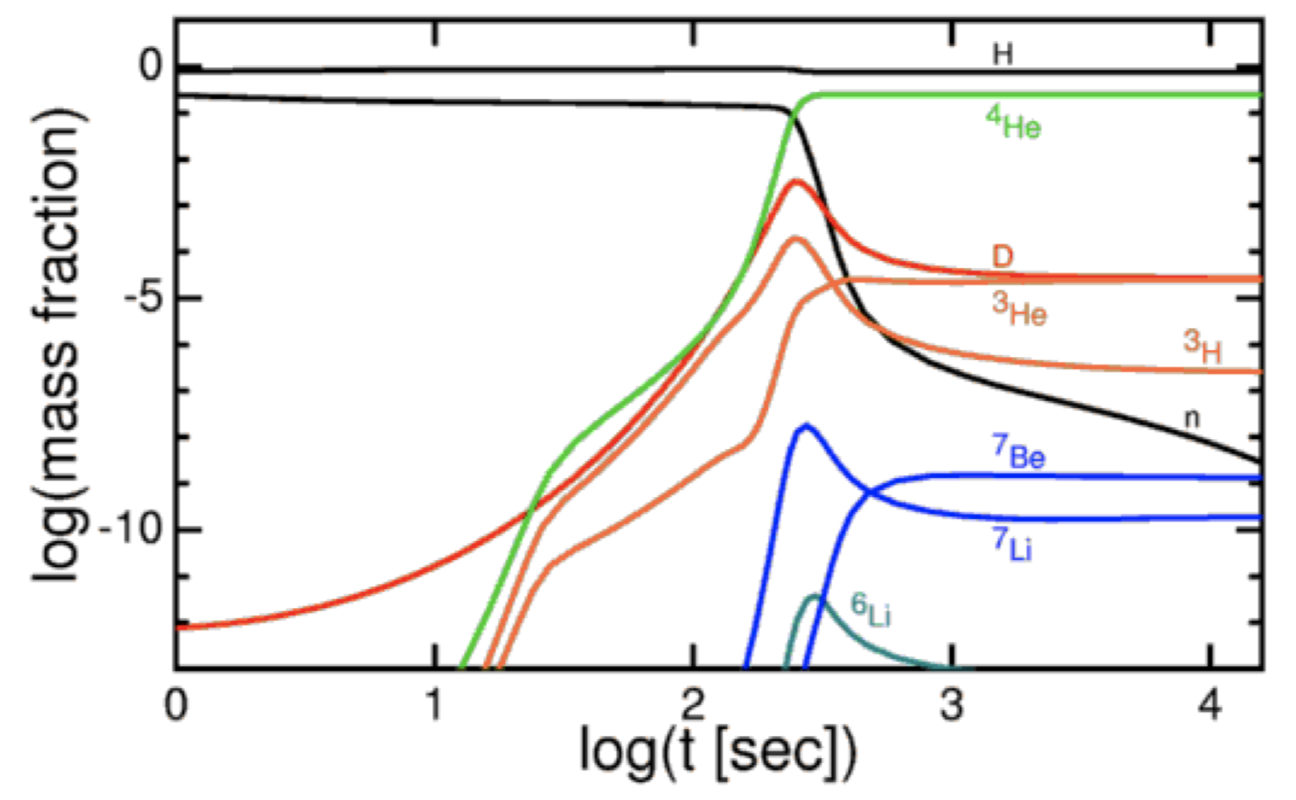 log(mass fraction)
0
-5
-10
H
⁴He
D
³He
³H
n
⁷Be
⁷Li
⁶Li
0 1 2 3 4
log(t [sec])